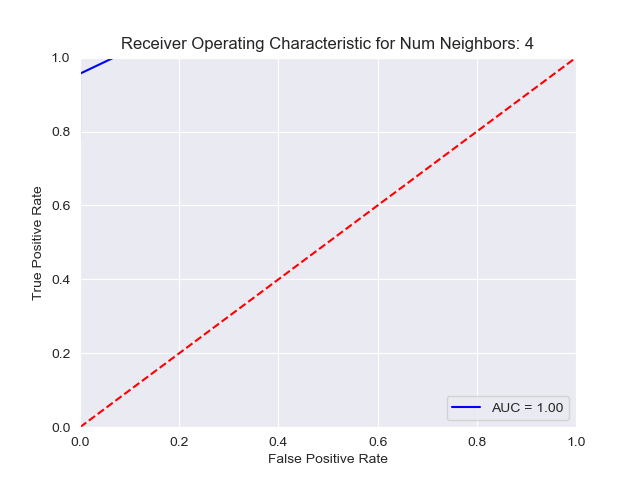 Receiver Operating Characteristic for Num Neighbors: 4
1.0
0.8
0.6
0.4
0.2
0.0
True Positive Rate
0.0 0.2 0.4 0.6 0.8 1.0
False Positive Rate
AUC = 1.00